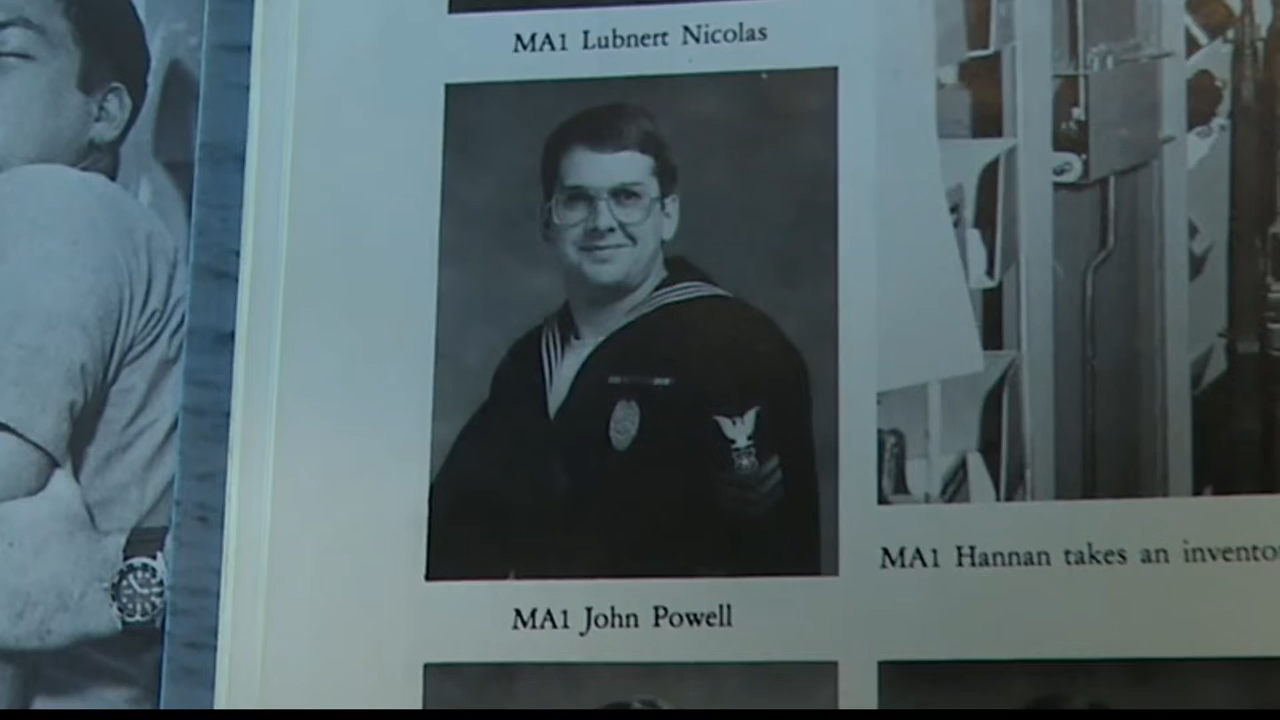 MA1 Lubnert Nicolas
MA1 John Powell
MA1 Hannan takes an invento